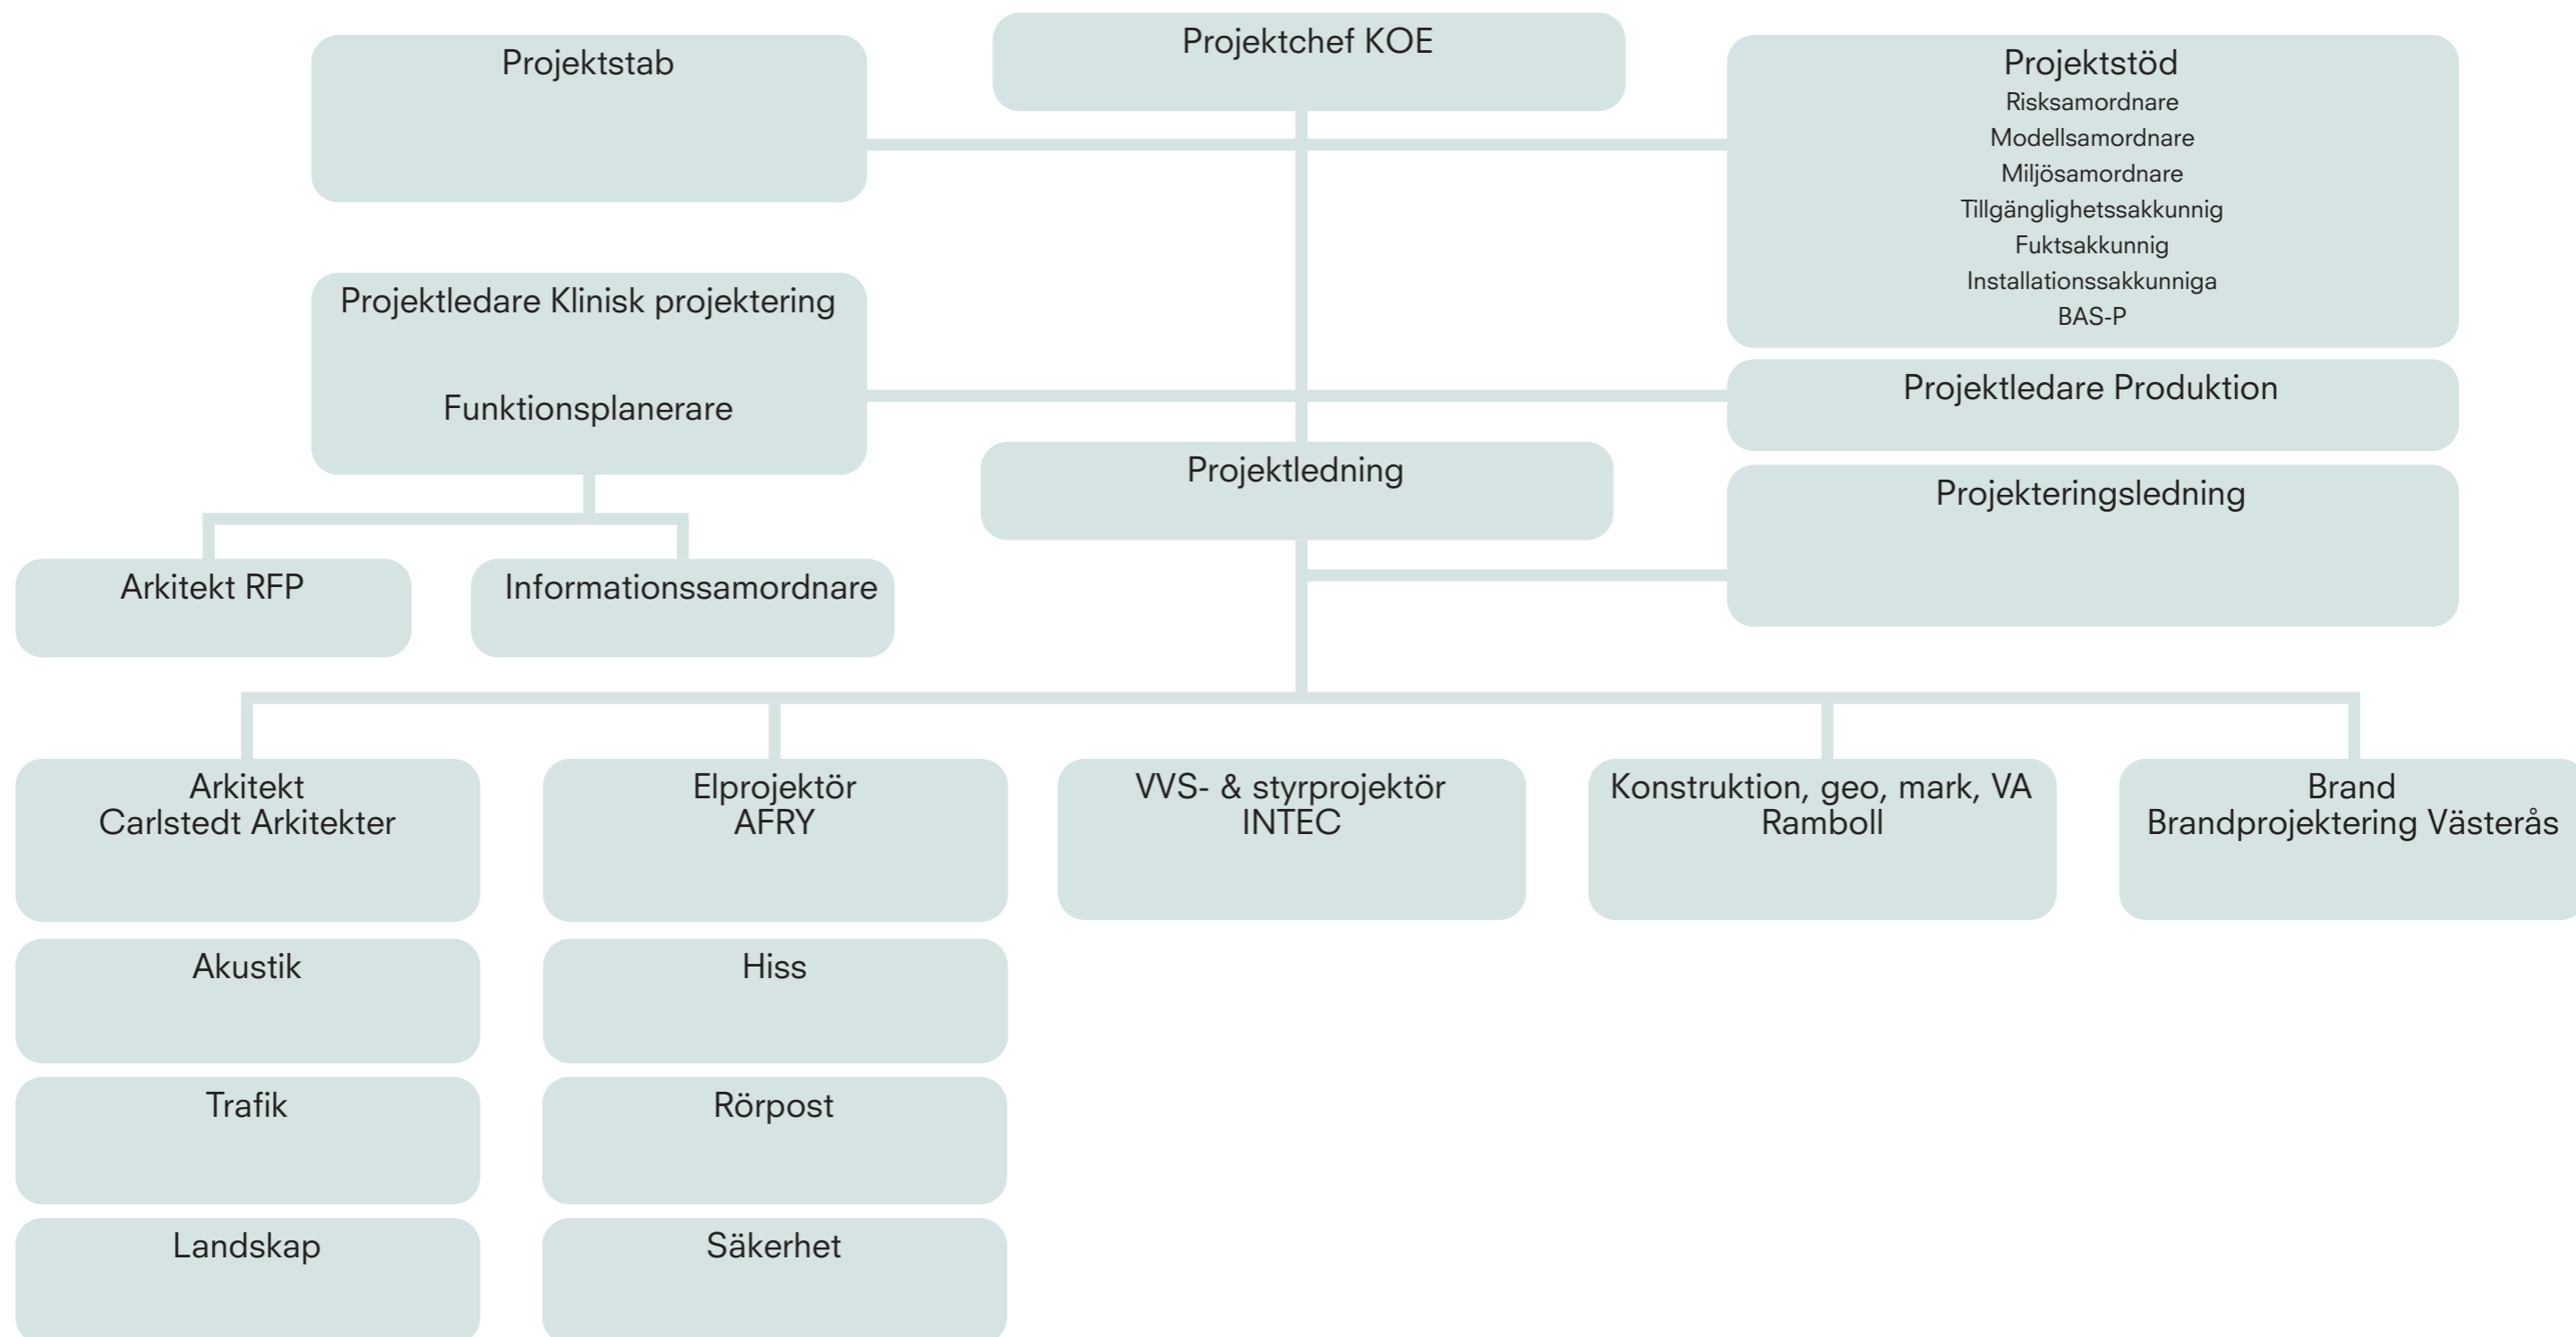 Projektchef KOE
Projektstab
Projektstöd
Risksamordnare
Modellsamordnare
Miljösamordnare
Tillgänglighetssakkunnig
Fuktsakkunnig
Installationssakkunniga
BAS-P
Projektledare Klinisk projektering
Funktionsplanerare
Projektledare Produktion
Projektledning
Projekteringsledning
Arkitekt RFP
Informationssamordnare
Arkitekt
Carlstedt Arkitekter
Elprojektör
AFRY
VVS- & styrprojektör
INTEC
Konstruktion, geo, mark, VA
Ramboll
Brand
Brandprojektering Västerås
Akustik
Hiss
Trafik
Rörpost
Landskap
Säkerhet